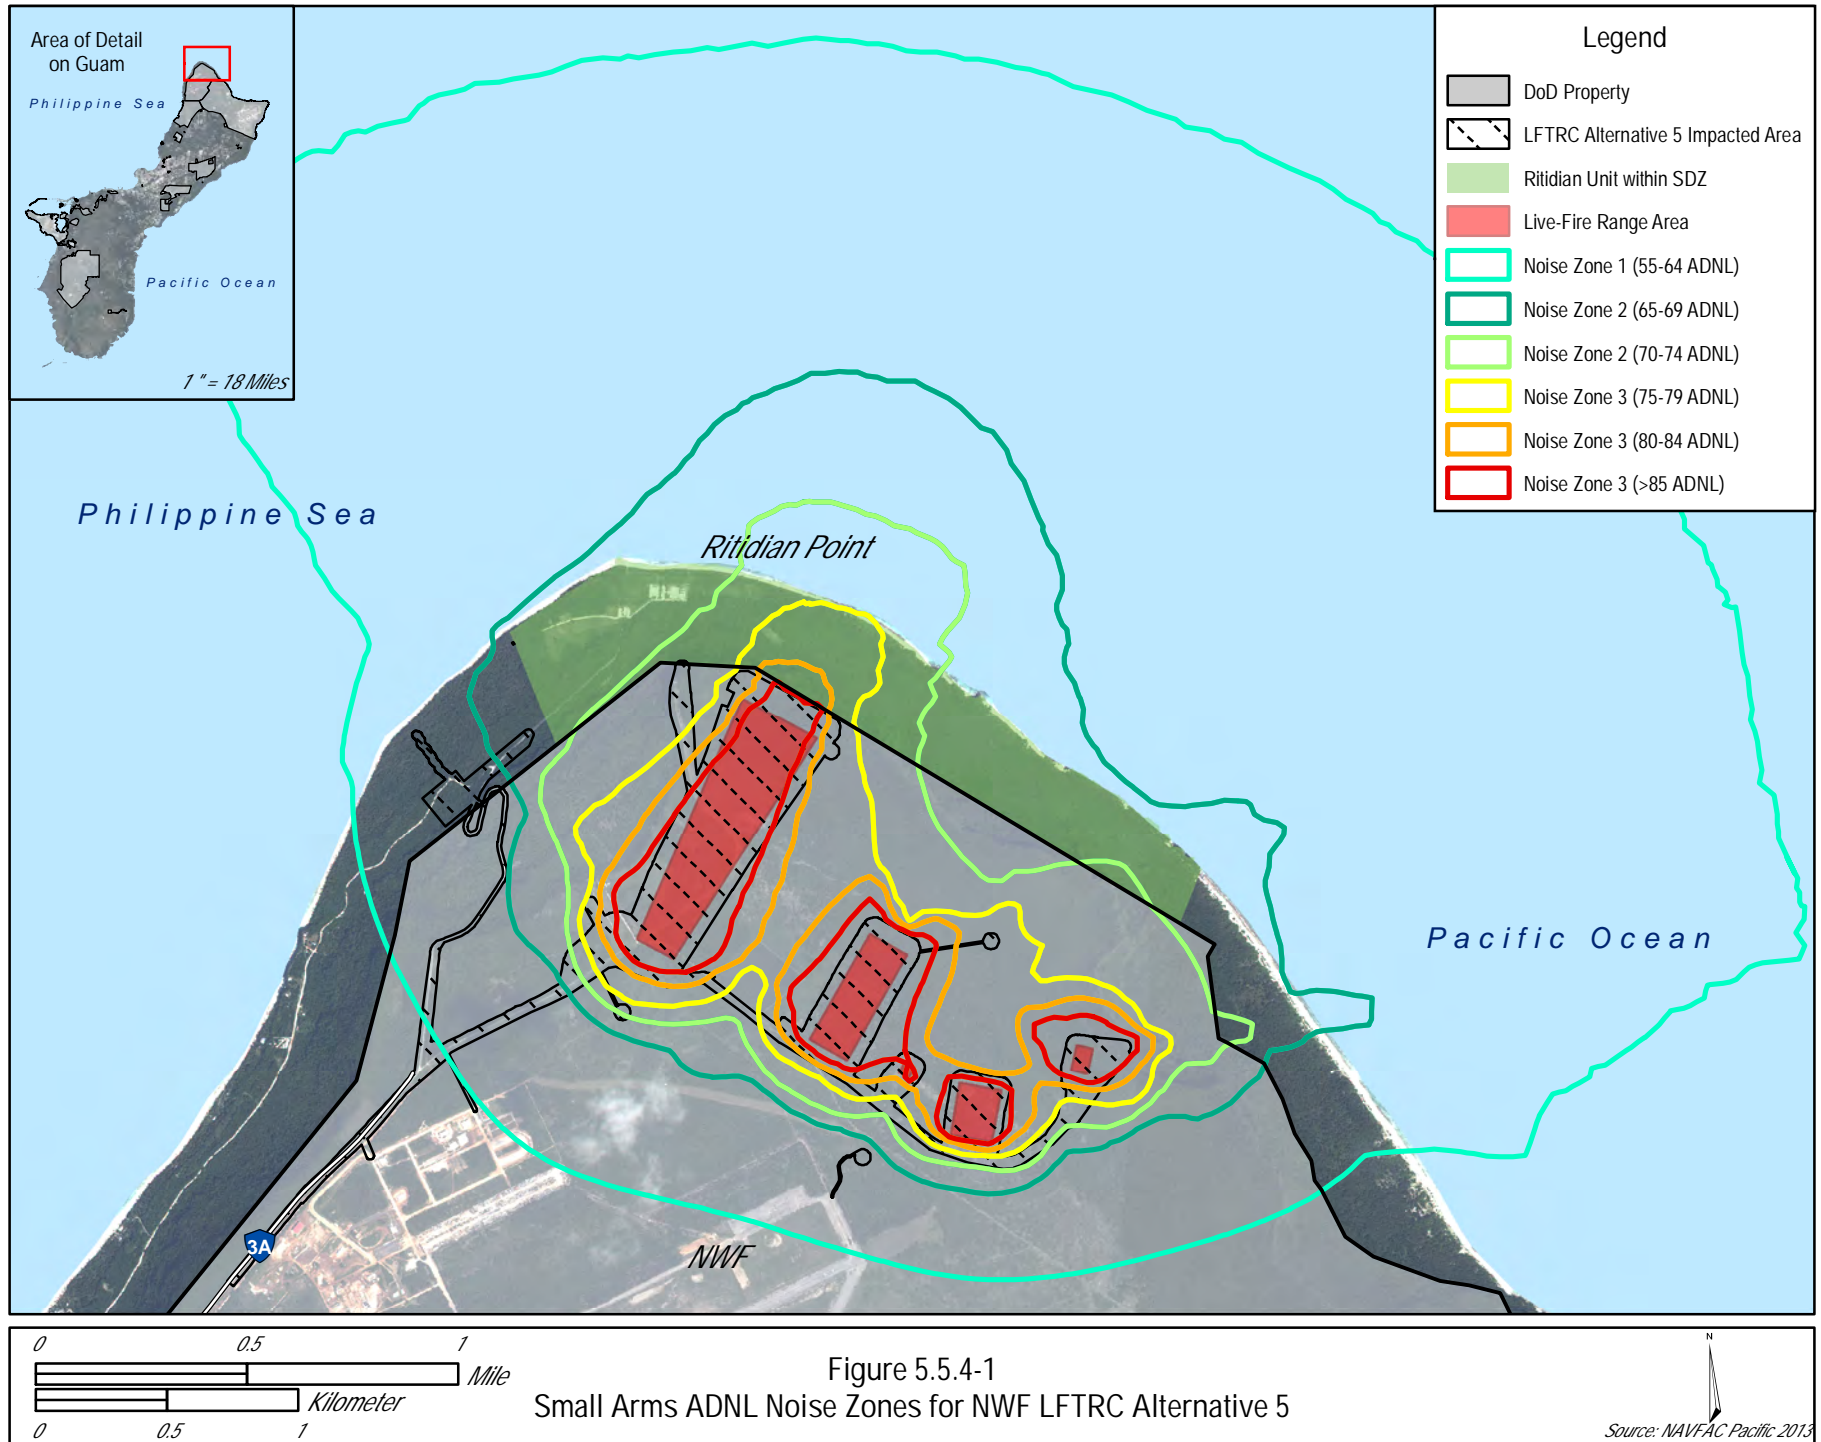 Area of Detail
on Guam
Philippine Sea
Pacific Ocean
1 " = 18 Miles
Legend
DoD Property
LFTRC Alternative 5 Impacted Area
Ritidian Unit within SDZ
Live-Fire Range Area
Noise Zone 1 (55-64 ADNL)
Noise Zone 2 (65-69 ADNL)
Noise Zone 2 (70-74 ADNL)
Noise Zone 3 (75-79 ADNL)
Noise Zone 3 (80-84 ADNL)
Noise Zone 3 (>85 ADNL)
Philippine Sea
Ritidian Point
Pacific Ocean
3A
NWF
0 0.5 1
Mile
Kilometer
0 0.5 1
Figure 5.5.4-1
Small Arms ADNL Noise Zones for NWF LFTRC Alternative 5
N
Source: NAVFAC Pacific 2013